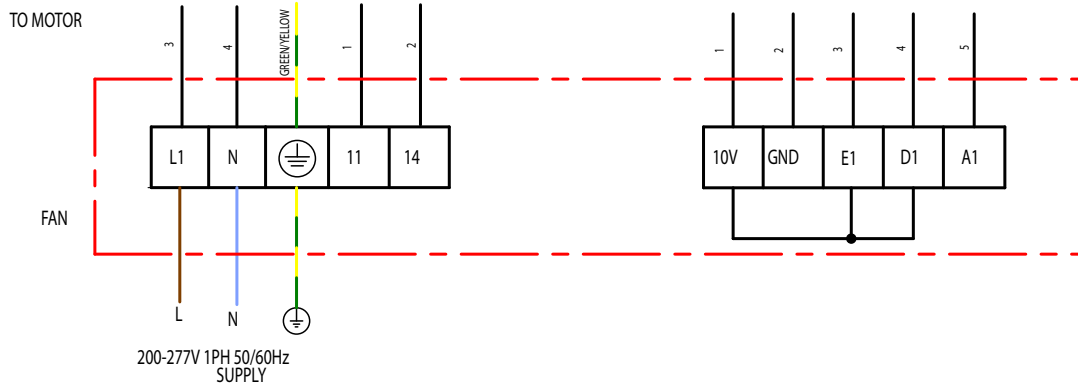 TO MOTOR
3
4
GREEN/YELLOW
1
2
1
2
3
4
5
L1
N
11
14
10V
GND
E1
D1
A1
FAN
L
N
200-277V 1PH 50/60Hz
SUPPLY